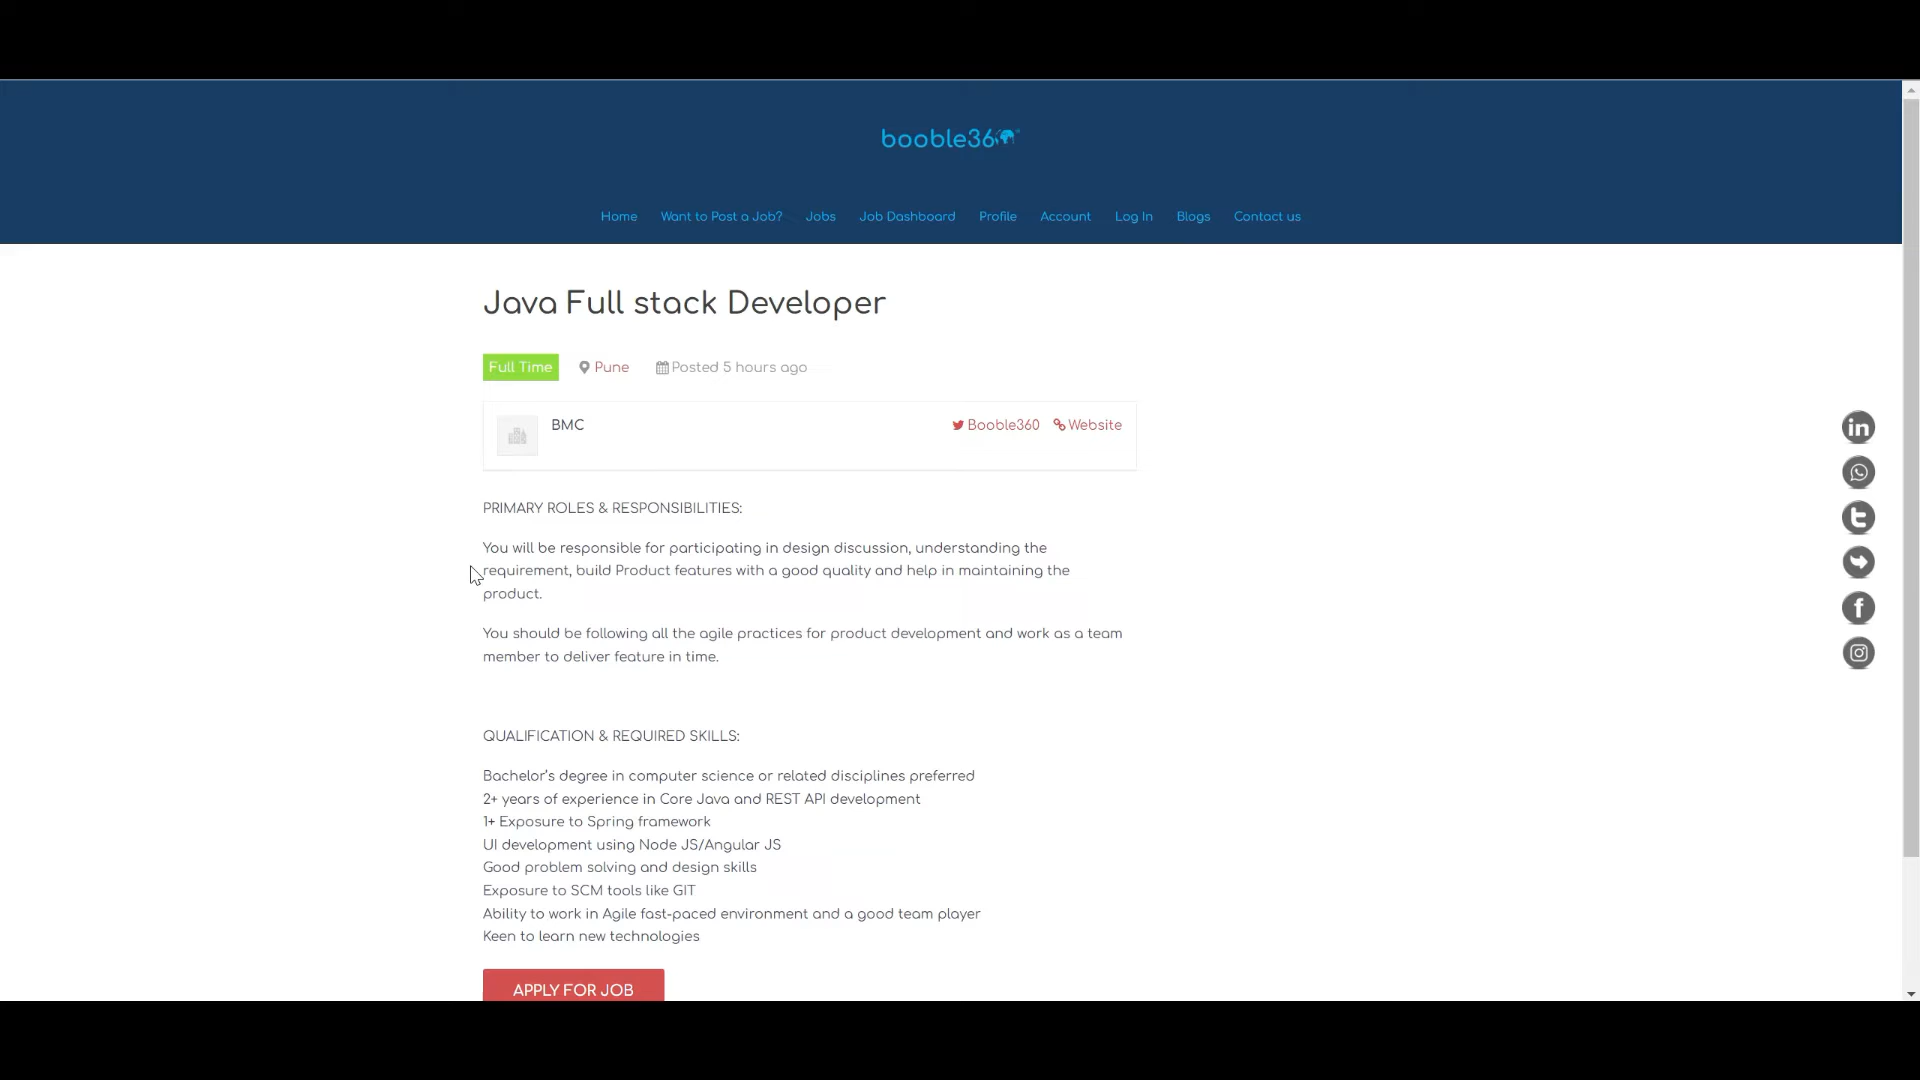 booble360
Home Want to Post a Job? Jobs Job Dashboard Profile Account Log In Blogs Contact us
Java Full stack Developer
Full Time Pune Posted 5 hours ago
BMC Booble360 Website
PRIMARY ROLES & RESPONSIBILITIES:
You will be responsible for participating in design discussion, understanding the
requirement, build Product features with a good quality and help in maintaining the
product.
You should be following all the agile practices for product development and work as a team
member to deliver feature in time.
QUALIFICATION & REQUIRED SKILLS:
Bachelor's degree in computer science or related disciplines preferred
2+ years of experience in Core Java and REST API development
1+ Exposure to Spring framework
UI development using Node JS/Angular JS
Good problem solving and design skills
Exposure to SCM tools like GIT
Ability to work in Agile fast-paced environment and a good team player
Keen to learn new technologies
APPLY FOR JOB